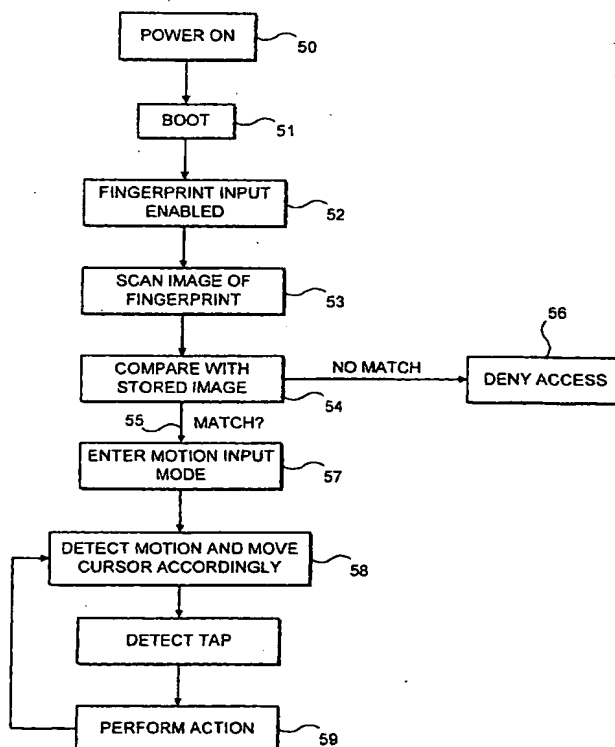 POWER ON
50
BOOT
51
FINGERPRINT INPUT
ENABLED
52
SCAN IMAGE OF
FINGERPRINT
53
COMPARE WITH
STORED IMAGE
54
NO MATCH
56
DENY ACCESS
55
MATCH?
ENTER MOTION INPUT
MODE
57
DETECT MOTION AND MOVE
CURSOR ACCORDINGLY
58
DETECT TAP
PERFORM ACTION
59